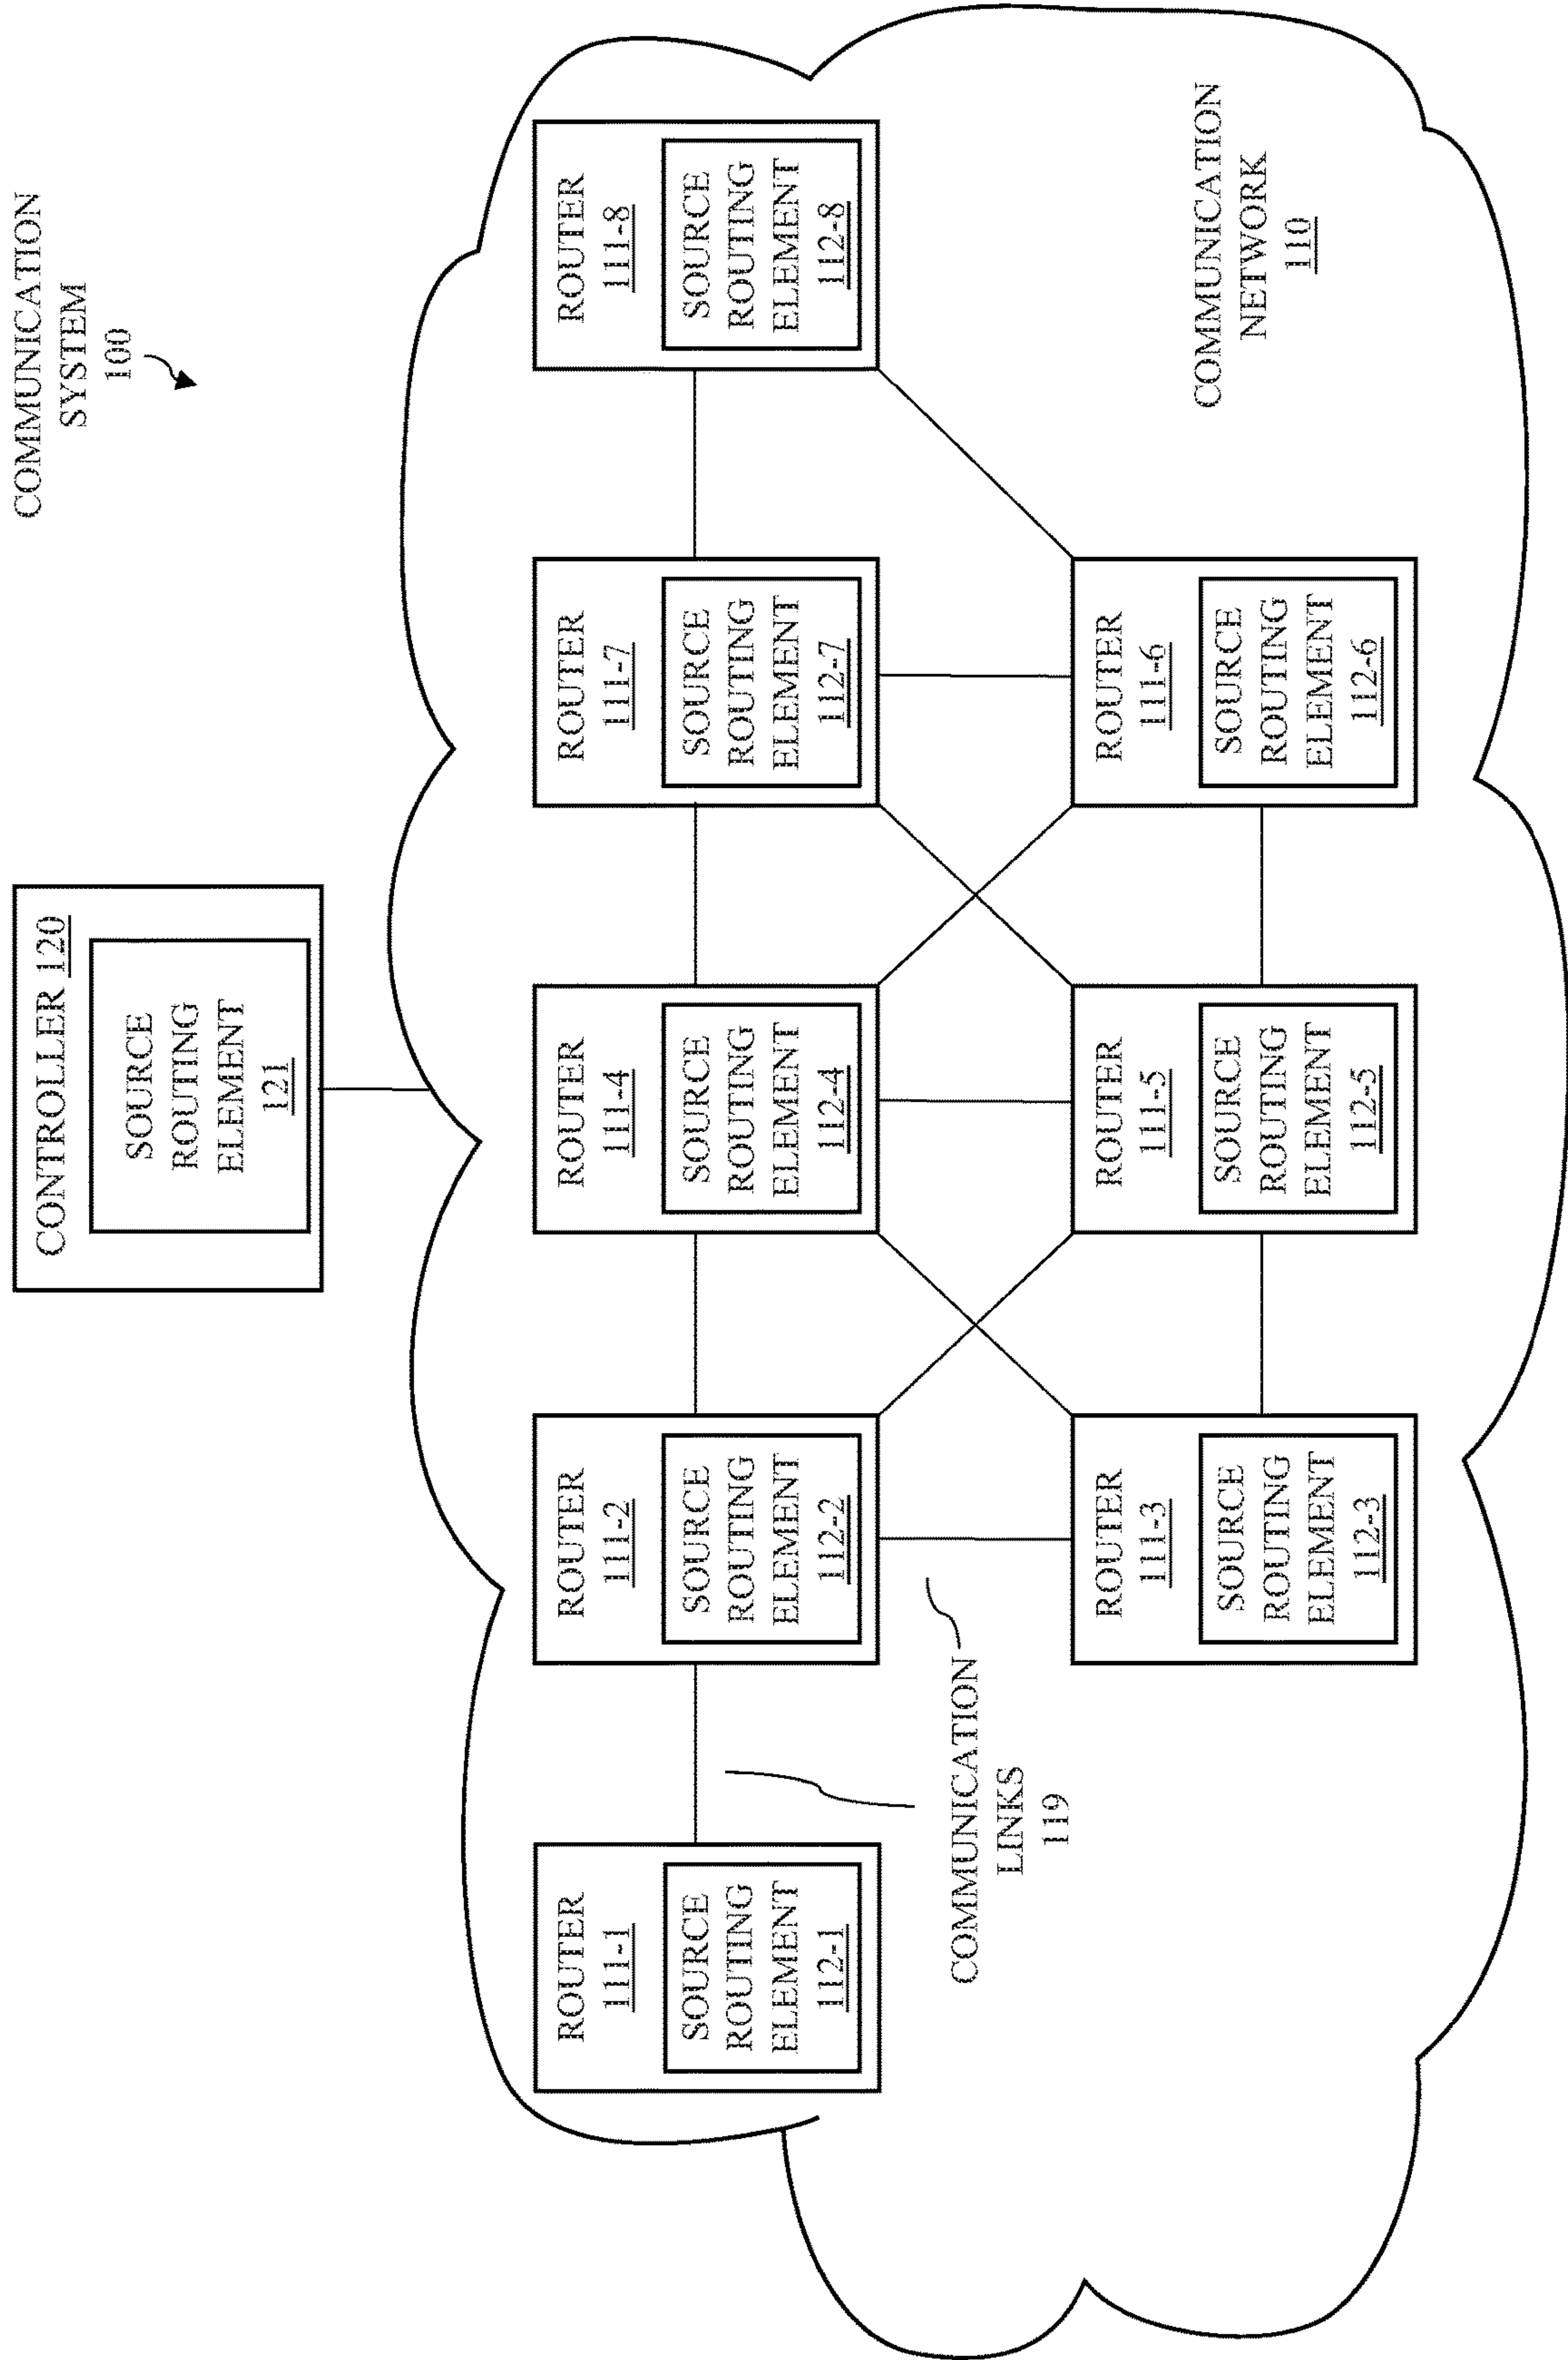 COMMUNICATION
SYSTEM
100
CONTROLLER 120
SOURCE
ROUTING
ELEMENT
121
ROUTER
111-1
SOURCE
ROUTING
ELEMENT
112-1
ROUTER
111-2
SOURCE
ROUTING
ELEMENT
112-2
ROUTER
111-4
SOURCE
ROUTING
ELEMENT
112-4
ROUTER
111-7
SOURCE
ROUTING
ELEMENT
112-7
ROUTER
111-8
SOURCE
ROUTING
ELEMENT
112-8
COMMUNICATION
LINKS
119
ROUTER
111-3
SOURCE
ROUTING
ELEMENT
112-3
ROUTER
111-5
SOURCE
ROUTING
ELEMENT
112-5
ROUTER
111-6
SOURCE
ROUTING
ELEMENT
112-6
COMMUNICATION
NETWORK
110